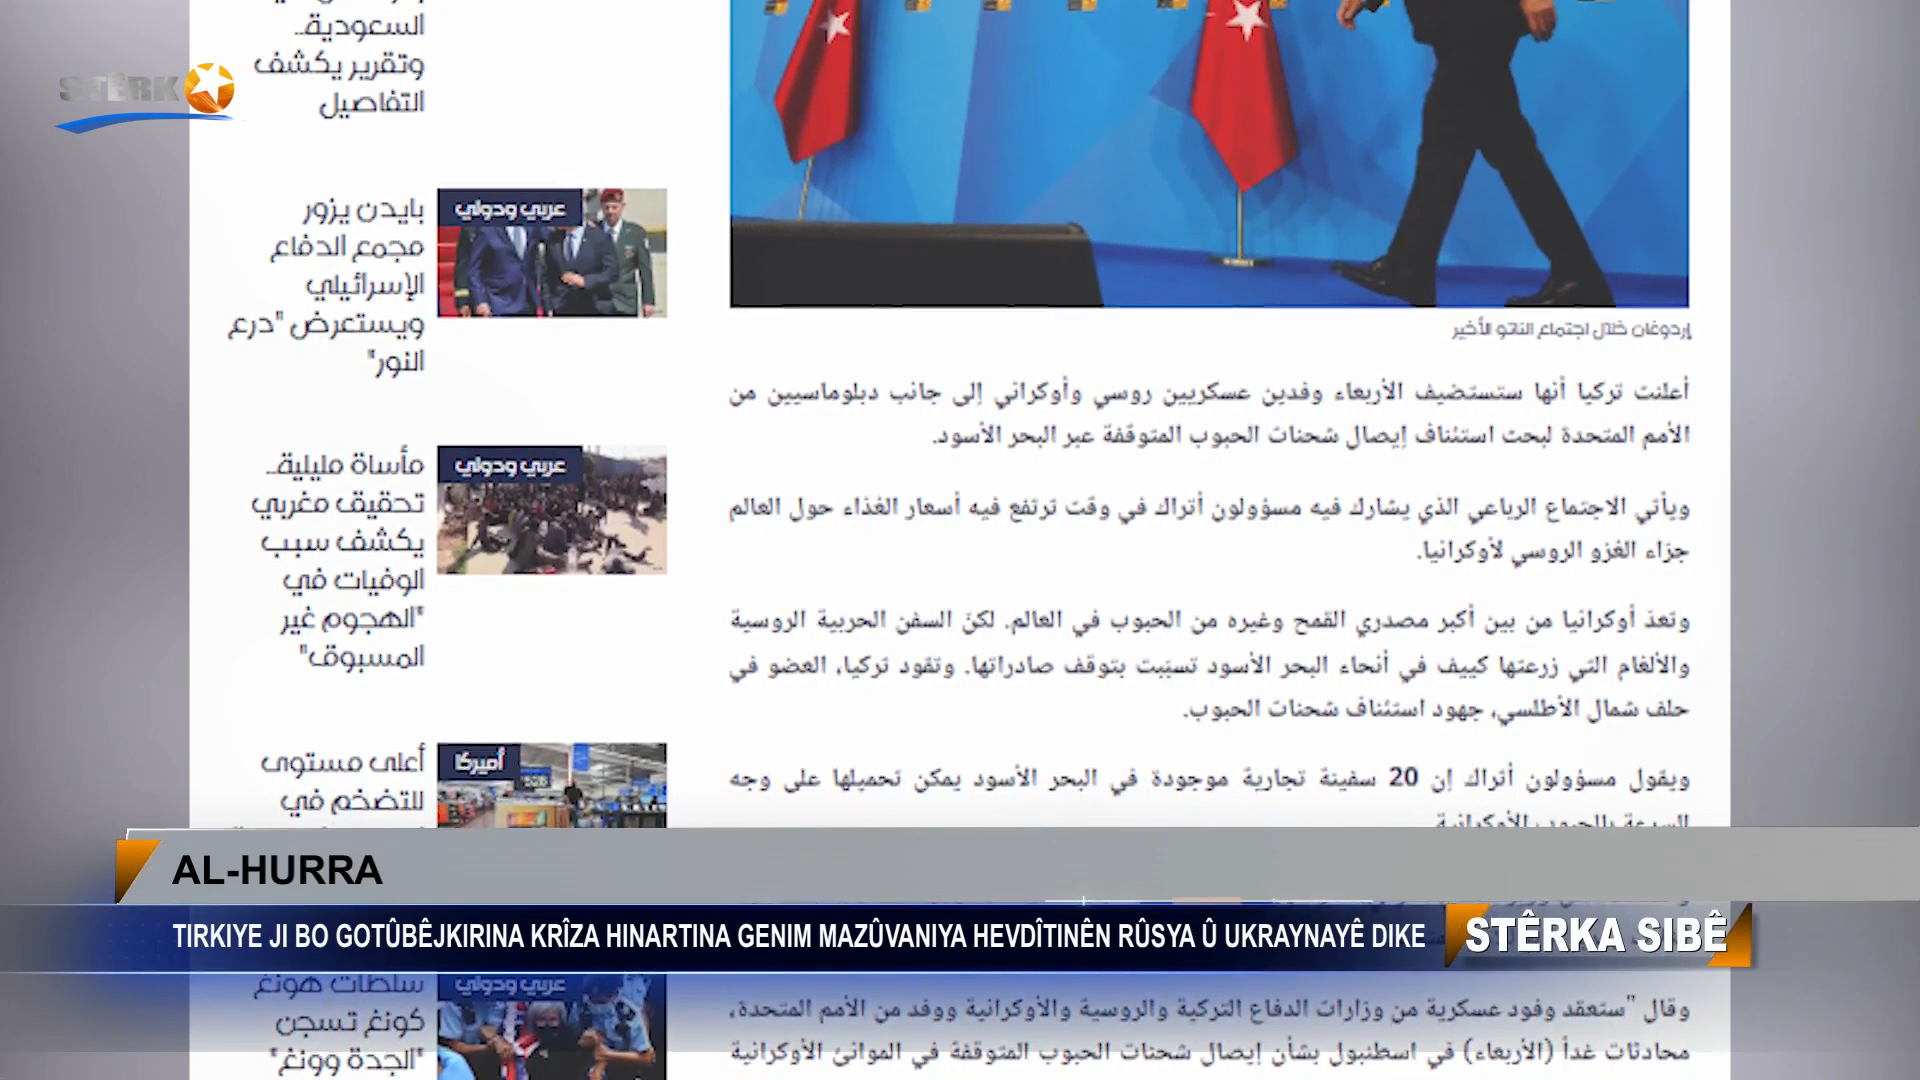 STÊRK
السعودية..
وتقرير يكشف
التفاصيل
عربي ودولي
بايدن يزور
مجمع الدفاع
الإسرائيلي
ويستعرض "درع
النور"
عربي ودولي
مأساة مليلية..
تحقيق مغربي
يكشف سبب
الوفيات في
"الهجوم غير
المسبوق"
أميركا
أعلى مستوى
للتضخم في
عربي ودولي
سلطات هونغ
كونغ تسجن
"الجدة وونغ"
إردوغان خلال اجتماع الناتو الأخير
أعلنت تركيا أنها ستستضيف الأربعاء وفدين عسكريين روسي وأوكراني إلى جانب دبلوماسيين من
الأمم المتحدة لبحث استئناف إيصال شحنات الحبوب المتوقفة عبر البحر الأسود.
ويأتي الاجتماع الرباعي الذي يشارك فيه مسؤولون أتراك في وقت ترتفع فيه أسعار الغذاء حول العالم
جزاء الغزو الروسي لأوكرانيا.
وتعدّ أوكرانيا من بين أكبر مصدري القمح وغيره من الحبوب في العالم. لكنّ السفن الحربية الروسية
والألغام التي زرعتها كييف في أنحاء البحر الأسود تسبّبت بتوقف صادراتها. وتقود تركيا، العضو في
حلف شمال الأطلسي، جهود استئناف شحنات الحبوب.
ويقول مسؤولون أتراك إن 20 سفينة تجارية موجودة في البحر الأسود يمكن تحميلها على وجه
السرعة بالحبوب الأوكرانية
وقال "ستعقد وفود عسكرية من وزارات الدفاع التركية والروسية والأوكرانية ووفد من الأمم المتحدة،
محادثات غداً (الأربعاء) في اسطنبول بشأن إيصال شحنات الحبوب المتوقفة في الموانئ الأوكرانية
AL-HURRA
TIRKIYE JI BO GOTÛBÊJKIRINA KRÎZA HINARTINA GENIM MAZÛVANIYA HEVDÎTINÊN RÛSYA Û UKRAYNAYÊ DIKE
STÊRKA SIBÊ